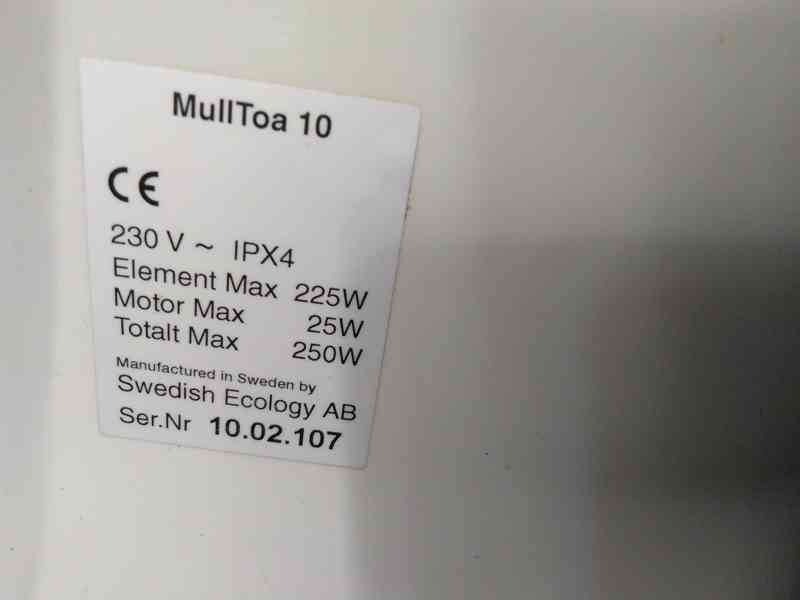 MullToa 10
CE
230 V ~ IPX4
Element Max 225W
Motor Max 25W
Totalt Max 250W
Manufactured in Sweden by
Swedish Ecology AB
Ser.Nr 10.02.107